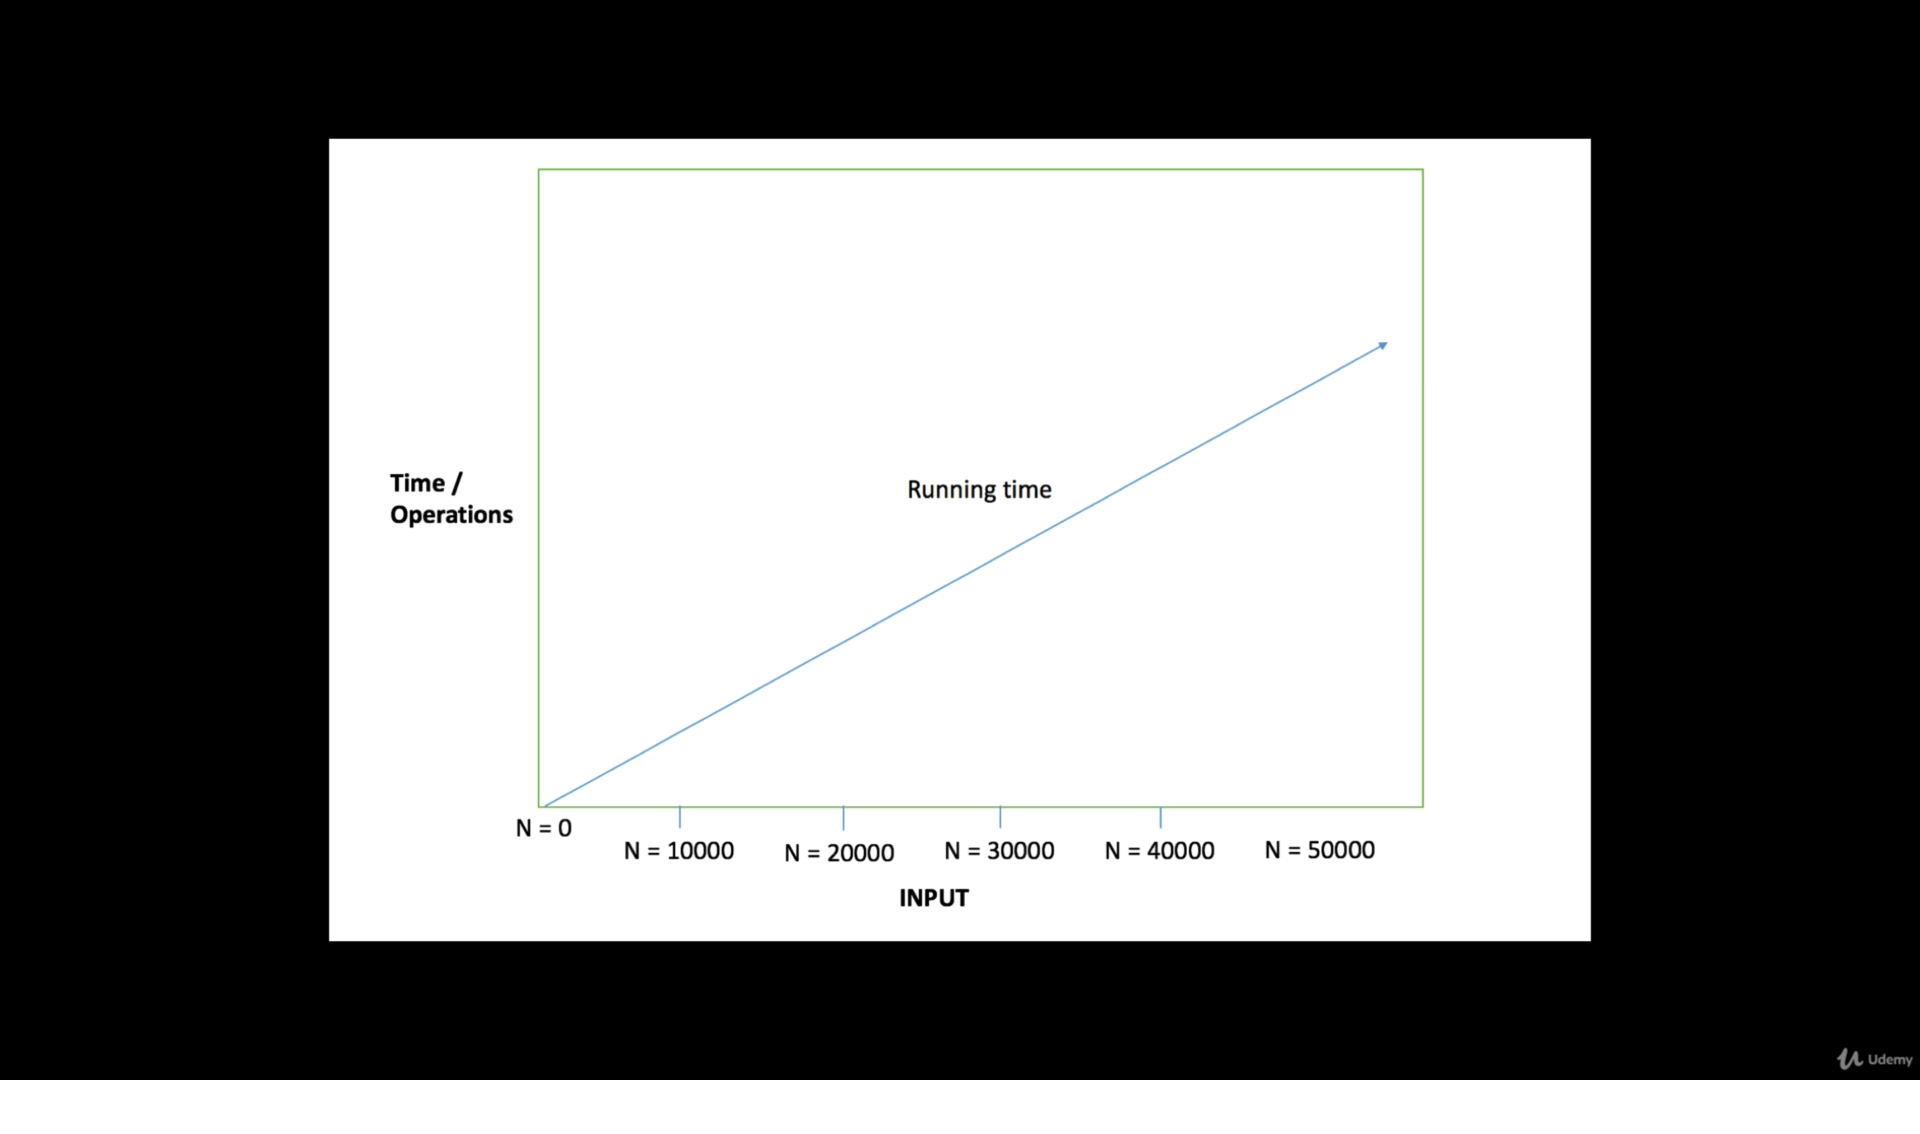 Time /
Operations
Running time
N = 0
N = 10000
N = 20000
N = 30000
N = 40000
N = 50000
INPUT
Udemy